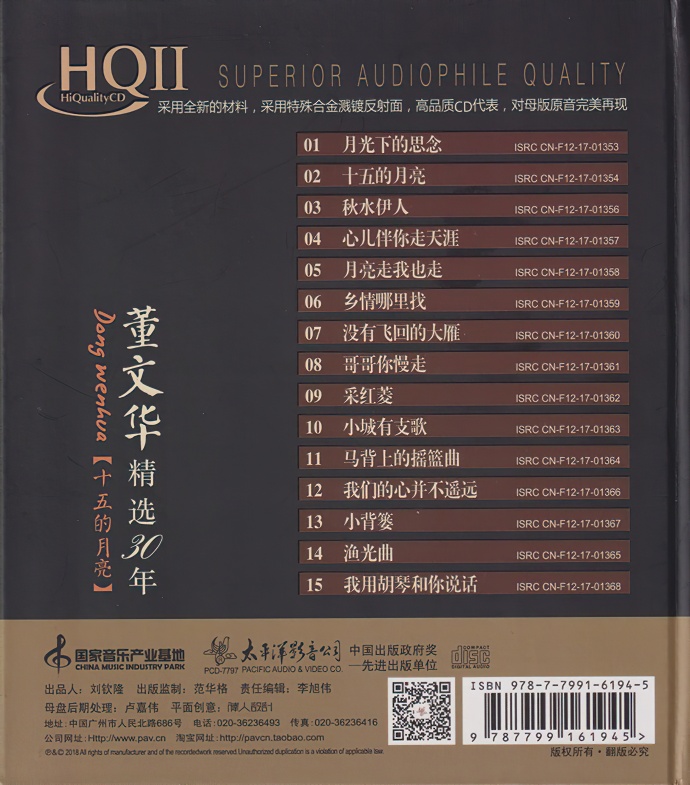 HQII
HiQualityCD
SUPERIOR AUDIOPHILE QUALITY
采用全新的材料，采用特殊合金溅镀反射面，高品质CD代表，对母版原音完美再现
01 月光下的思念 ISRC CN-F12-17-01353
02 十五的月亮 ISRC CN-F12-17-01354
03 秋水伊人 ISRC CN-F12-17-01356
04 心儿伴你走天涯 ISRC CN-F12-17-01357
05 月亮走我也走 ISRC CN-F12-17-01358
06 乡情哪里找 ISRC CN-F12-17-01359
07 没有飞回的大雁 ISRC CN-F12-17-01360
08 哥哥你慢走 ISRC CN-F12-17-01361
09 采红菱 ISRC CN-F12-17-01362
10 小城有支歌 ISRC CN-F12-17-01363
11 马背上的摇篮曲 ISRC CN-F12-17-01364
12 我们的心并不遥远 ISRC CN-F12-17-01366
13 小背篓 ISRC CN-F12-17-01367
14 渔光曲 ISRC CN-F12-17-01365
15 我用胡琴和你说话 ISRC CN-F12-17-01368
董文华精选30年
Dong wenhua【十五的月亮】
国家音乐产业基地
CHINA MUSIC INDUSTRY PARK
太平洋影音公司
PCD-7797 PACIFIC AUDIO & VIDEO CO.
中国出版政府奖
—先进出版单位
COMPACT
disc
DIGITAL AUDIO
出品人：刘钦隆 出版监制：范华格 责任编辑：李旭伟
母盘后期处理：卢嘉伟 平面创意：
地址：中国广州市人民北路686号 电话：020-36236493 传真：020-36236416
公司网址：Http://www.pav.cn 淘宝网址：http://pavcn.taobao.com
℗&© 2018 All rights of manufacturer and of the recordedwork reserved Unauthorized duplication is a violation of applicable law.
ISBN 978-7-7991-6194-5
9 787799 161945 >
版权所有·翻版必究